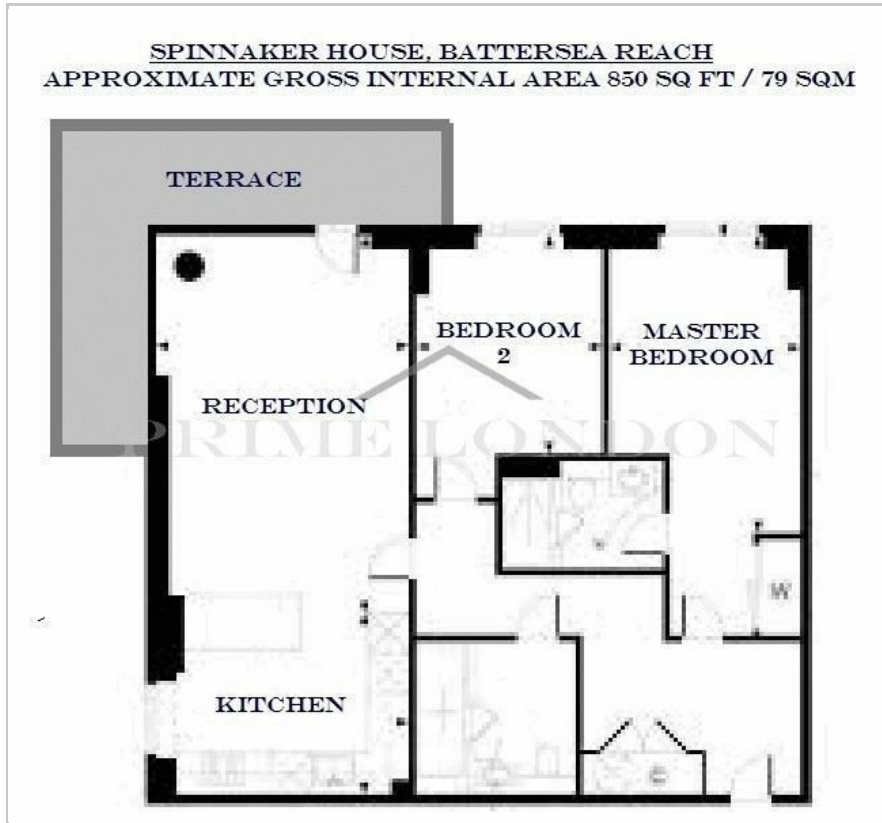 SPINNAKER HOUSE, BATTERSEA REACH
APPROXIMATE GROSS INTERNAL AREA 850 SQ FT / 79 SQM
TERRACE
BEDROOM
2
MASTER
BEDROOM
RECEPTION
PRIME LONDON
W
KITCHEN
C